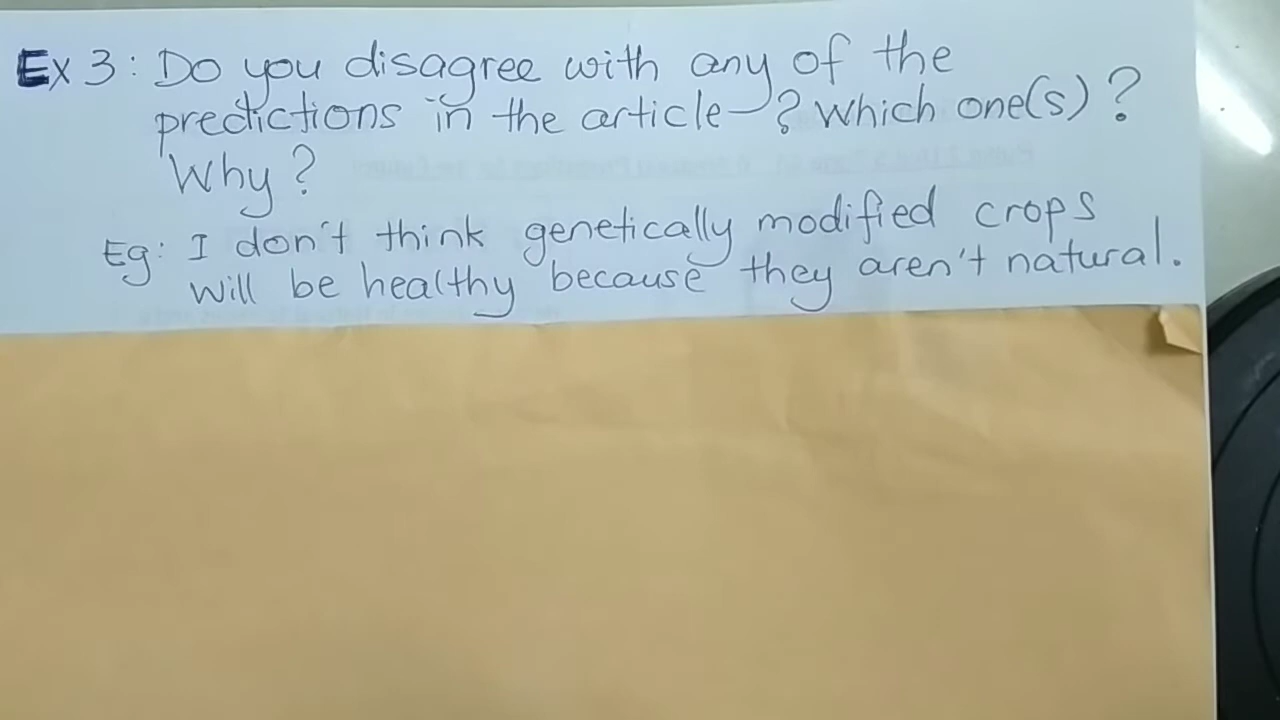 Ex 3: Do you disagree with any of the
predictions in the article? Which one(s)?
Why?
Eg: I don't think genetically modified crops
will be healthy because they aren't natural.